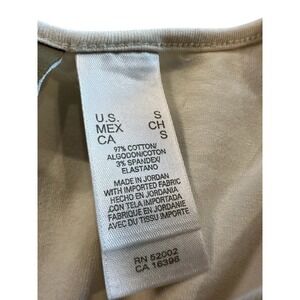 U.S. S
MEX CH
CA S
97% COTTON/
ALGODON/COTON
3% SPANDEX/
ELASTANO
MADE IN JORDAN
WITH IMPORTED FABRIC
HECHO EN JORDANIA
CON TELA IMPORTADA
FABRIQUE EN JORDANIE
AVEC DU TISSU IMPORTE
RN 52002
CA 16396